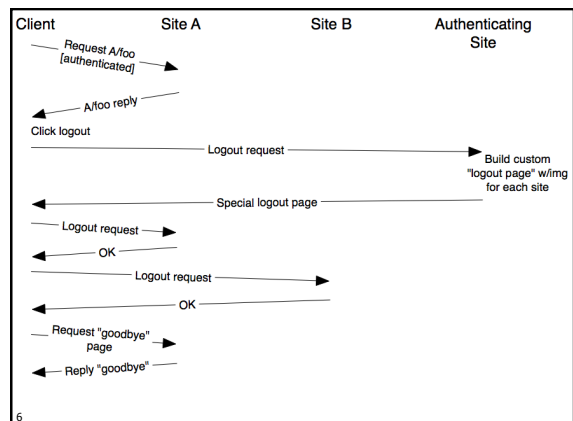 Client Site A Site B Authenticating
Site
Request A/foo
[authenticated]
A/foo reply
Click logout
Logout request
Build custom
"logout page" w/img
for each site
Special logout page
Logout request
OK
Logout request
OK
Request "goodbye"
page
Reply "goodbye"
6